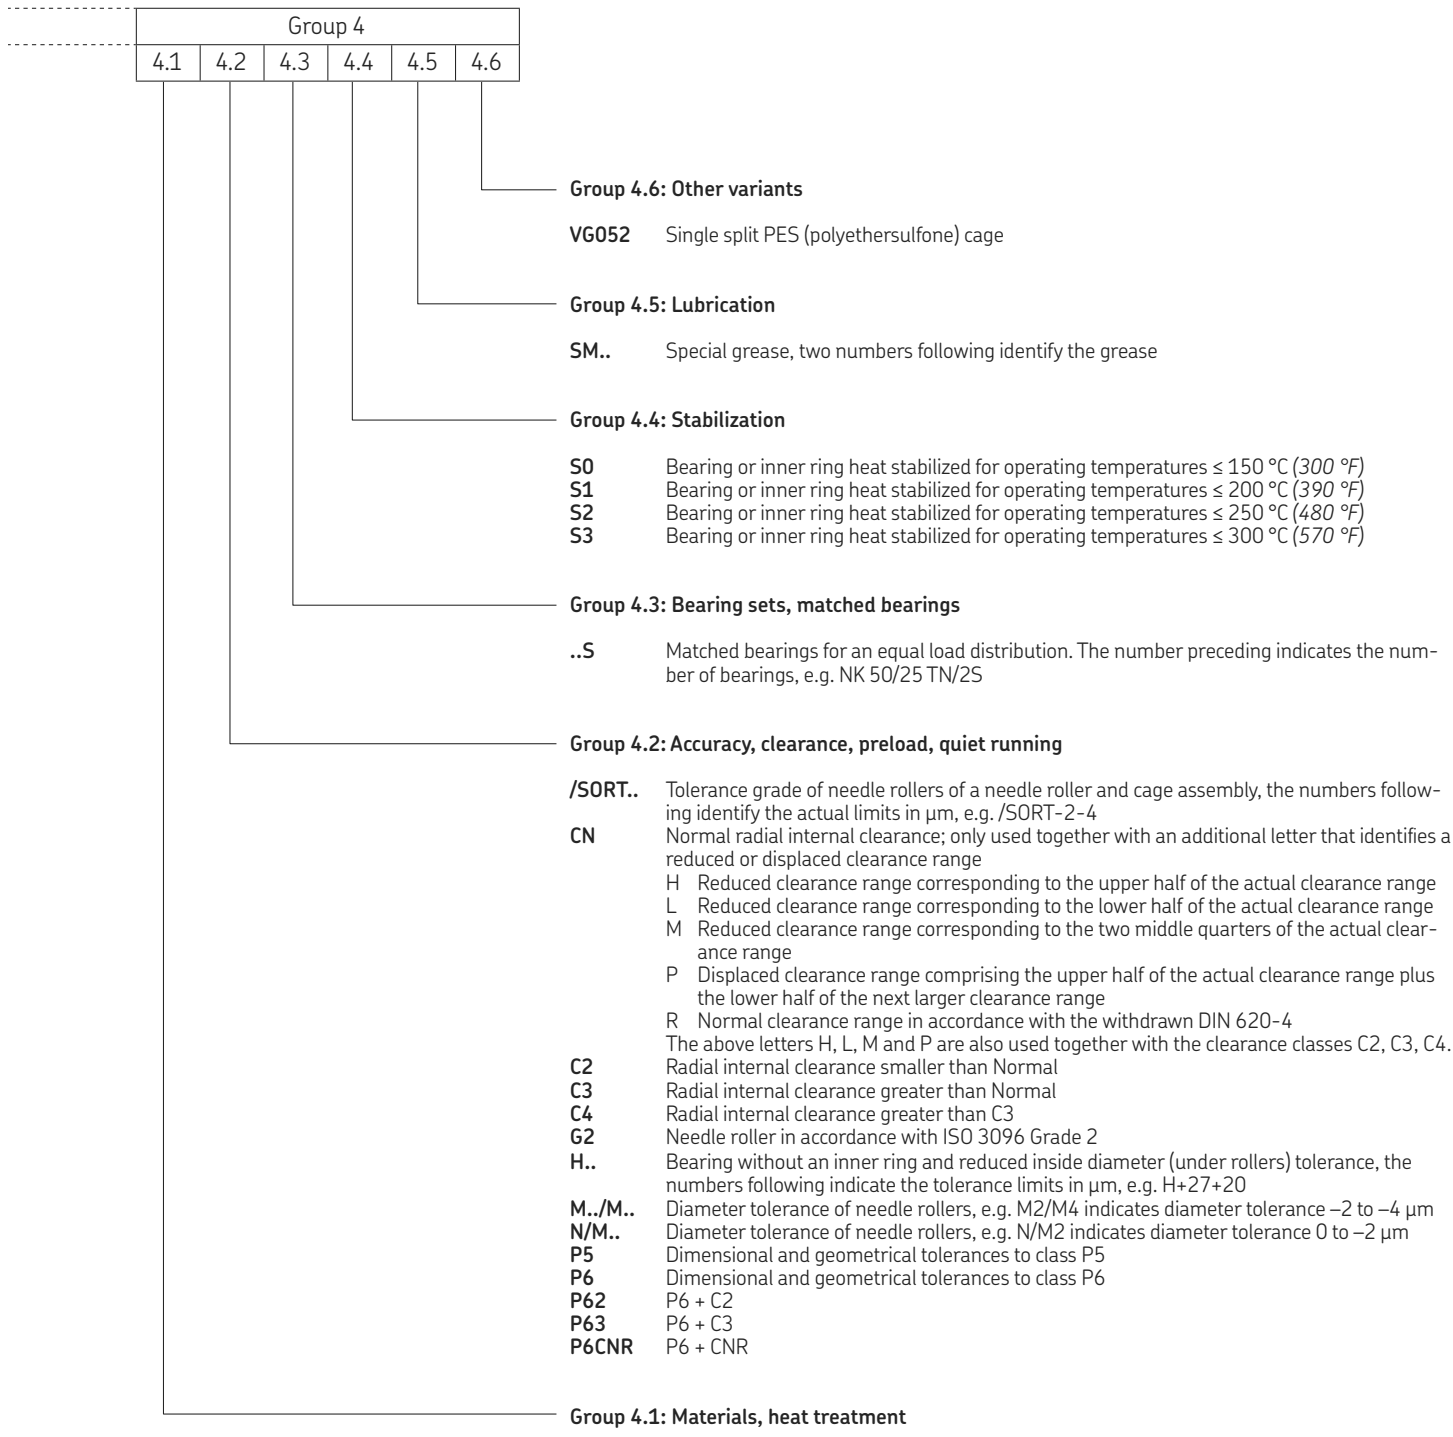 Group 4
4.1 4.2 4.3 4.4 4.5 4.6
Group 4.6: Other variants
VG052 Single split PES (polyethersulfone) cage
Group 4.5: Lubrication
SM.. Special grease, two numbers following identify the grease
Group 4.4: Stabilization
S0 Bearing or inner ring heat stabilized for operating temperatures ≤ 150 °C (300 °F)
S1 Bearing or inner ring heat stabilized for operating temperatures ≤ 200 °C (390 °F)
S2 Bearing or inner ring heat stabilized for operating temperatures ≤ 250 °C (480 °F)
S3 Bearing or inner ring heat stabilized for operating temperatures ≤ 300 °C (570 °F)
Group 4.3: Bearing sets, matched bearings
..S Matched bearings for an equal load distribution. The number preceding indicates the num-
ber of bearings, e.g. NK 50/25 TN/2S
Group 4.2: Accuracy, clearance, preload, quiet running
/SORT.. Tolerance grade of needle rollers of a needle roller and cage assembly, the numbers follow-
ing identify the actual limits in µm, e.g. /SORT-2-4
CN Normal radial internal clearance; only used together with an additional letter that identifies a
reduced or displaced clearance range
H Reduced clearance range corresponding to the upper half of the actual clearance range
L Reduced clearance range corresponding to the lower half of the actual clearance range
M Reduced clearance range corresponding to the two middle quarters of the actual clear-
ance range
P Displaced clearance range comprising the upper half of the actual clearance range plus
the lower half of the next larger clearance range
R Normal clearance range in accordance with the withdrawn DIN 620-4
The above letters H, L, M and P are also used together with the clearance classes C2, C3, C4.
C2 Radial internal clearance smaller than Normal
C3 Radial internal clearance greater than Normal
C4 Radial internal clearance greater than C3
G2 Needle roller in accordance with ISO 3096 Grade 2
H.. Bearing without an inner ring and reduced inside diameter (under rollers) tolerance, the
numbers following indicate the tolerance limits in µm, e.g. H+27+20
M../M.. Diameter tolerance of needle rollers, e.g. M2/M4 indicates diameter tolerance –2 to –4 µm
N/M.. Diameter tolerance of needle rollers, e.g. N/M2 indicates diameter tolerance 0 to –2 µm
P5 Dimensional and geometrical tolerances to class P5
P6 Dimensional and geometrical tolerances to class P6
P62 P6 + C2
P63 P6 + C3
P6CNR P6 + CNR
Group 4.1: Materials, heat treatment